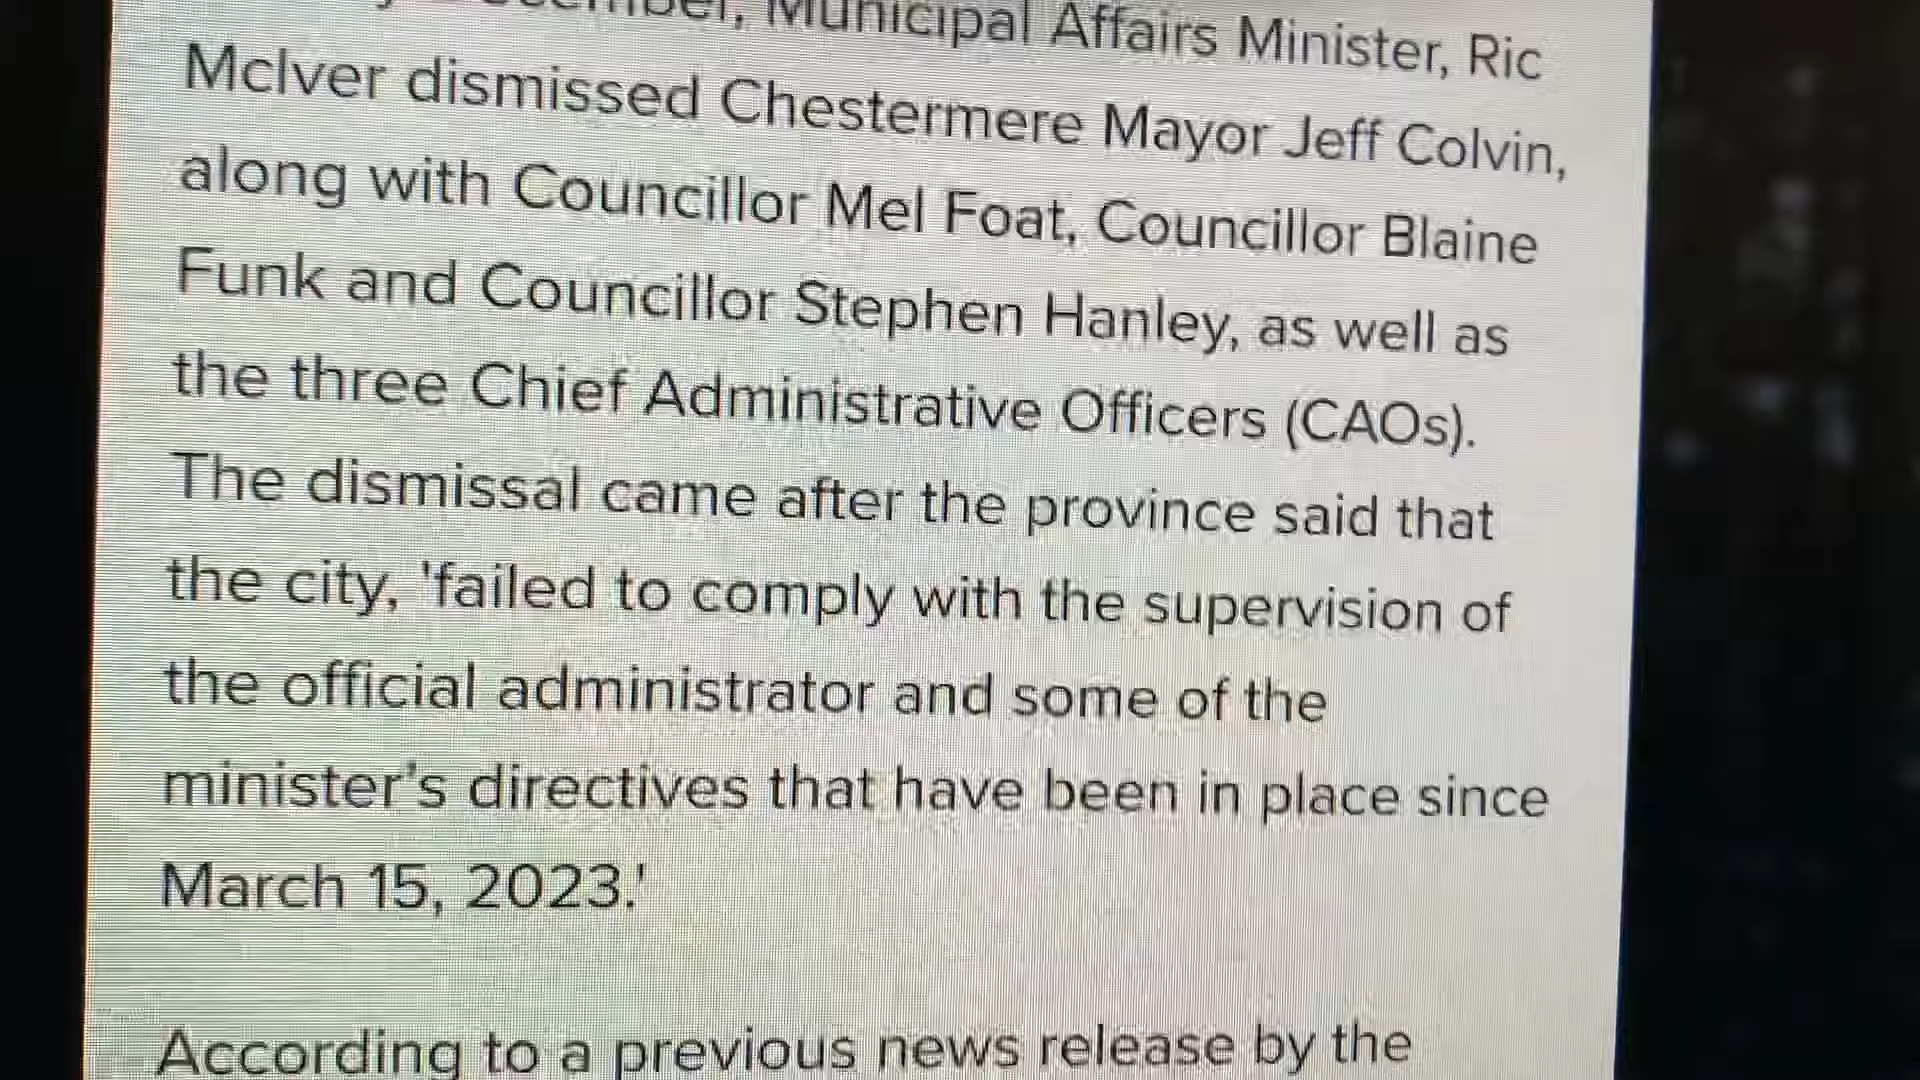 December, Municipal Affairs Minister, Ric
McIver dismissed Chestermere Mayor Jeff Colvin,
along with Councillor Mel Foat, Councillor Blaine
Funk and Councillor Stephen Hanley, as well as
the three Chief Administrative Officers (CAOs).
The dismissal came after the province said that
the city, 'failed to comply with the supervision of
the official administrator and some of the
minister's directives that have been in place since
March 15, 2023.'
According to a previous news release by the